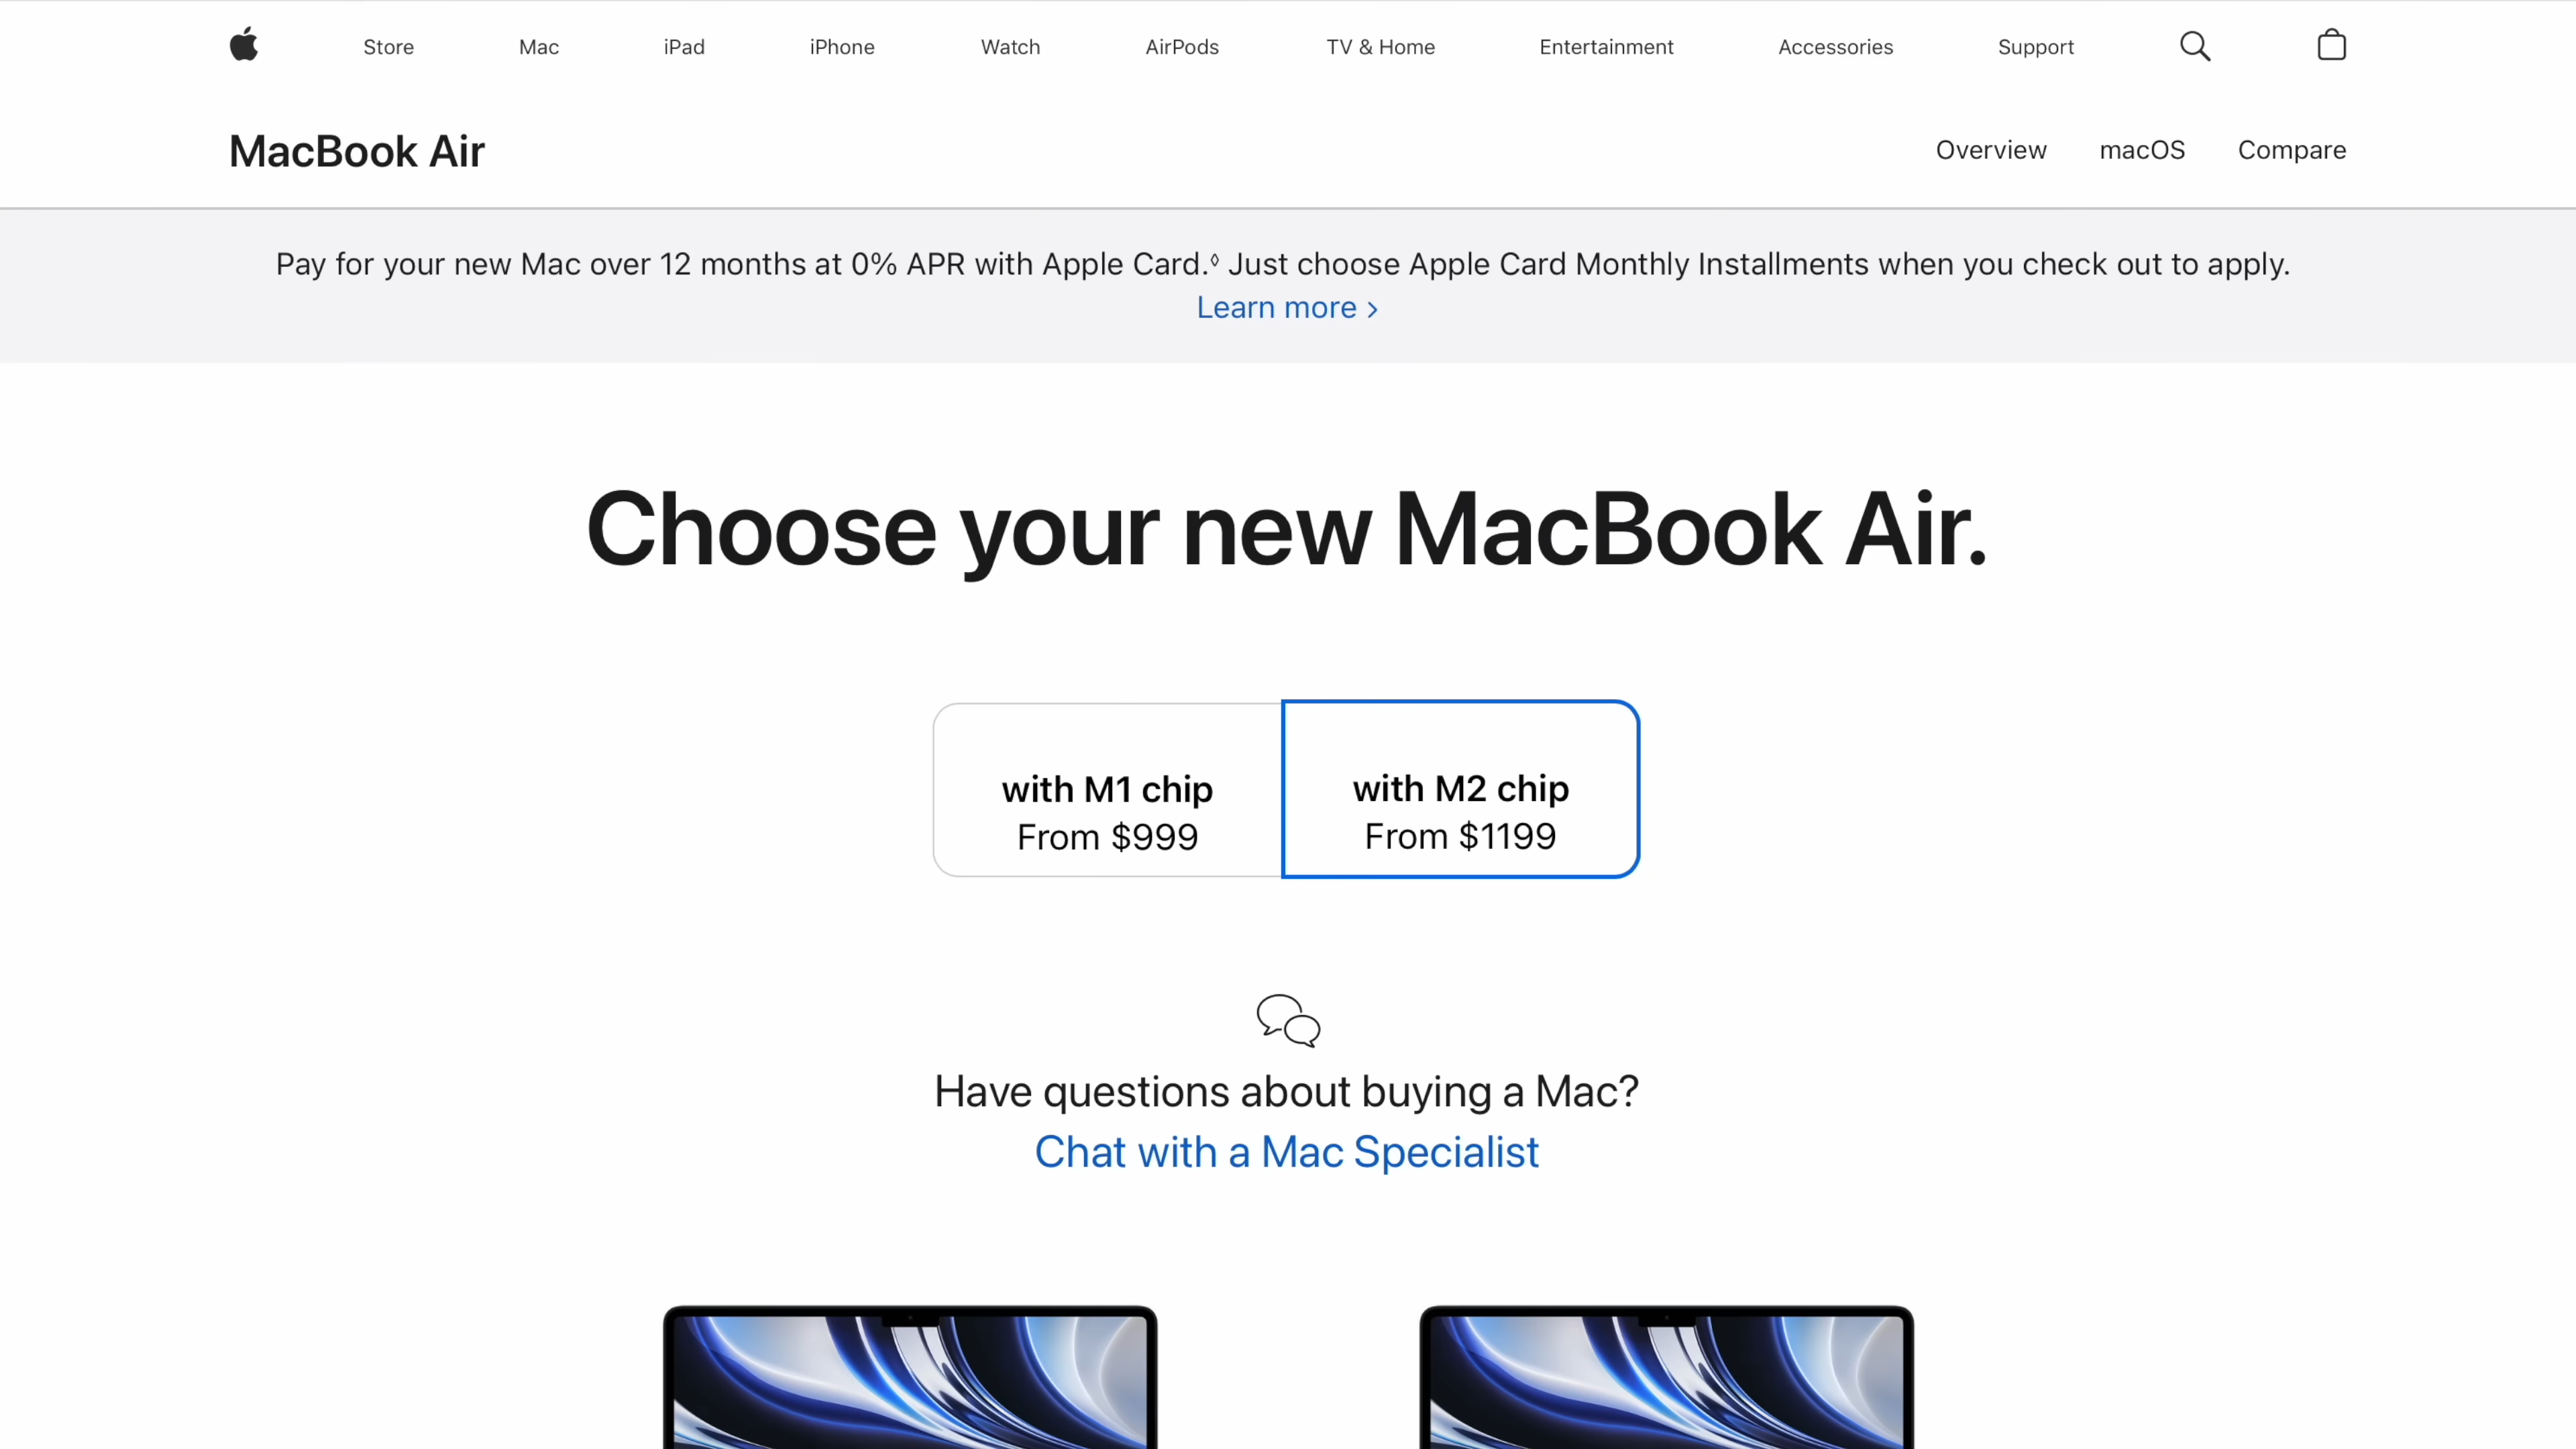 Store Mac iPad iPhone Watch AirPods TV & Home Entertainment Accessories Support
MacBook Air
Overview macOS Compare
Pay for your new Mac over 12 months at 0% APR with Apple Card.◊ Just choose Apple Card Monthly Installments when you check out to apply.
Learn more >
Choose your new MacBook Air.
with M1 chip
From $999
with M2 chip
From $1199
Have questions about buying a Mac?
Chat with a Mac Specialist